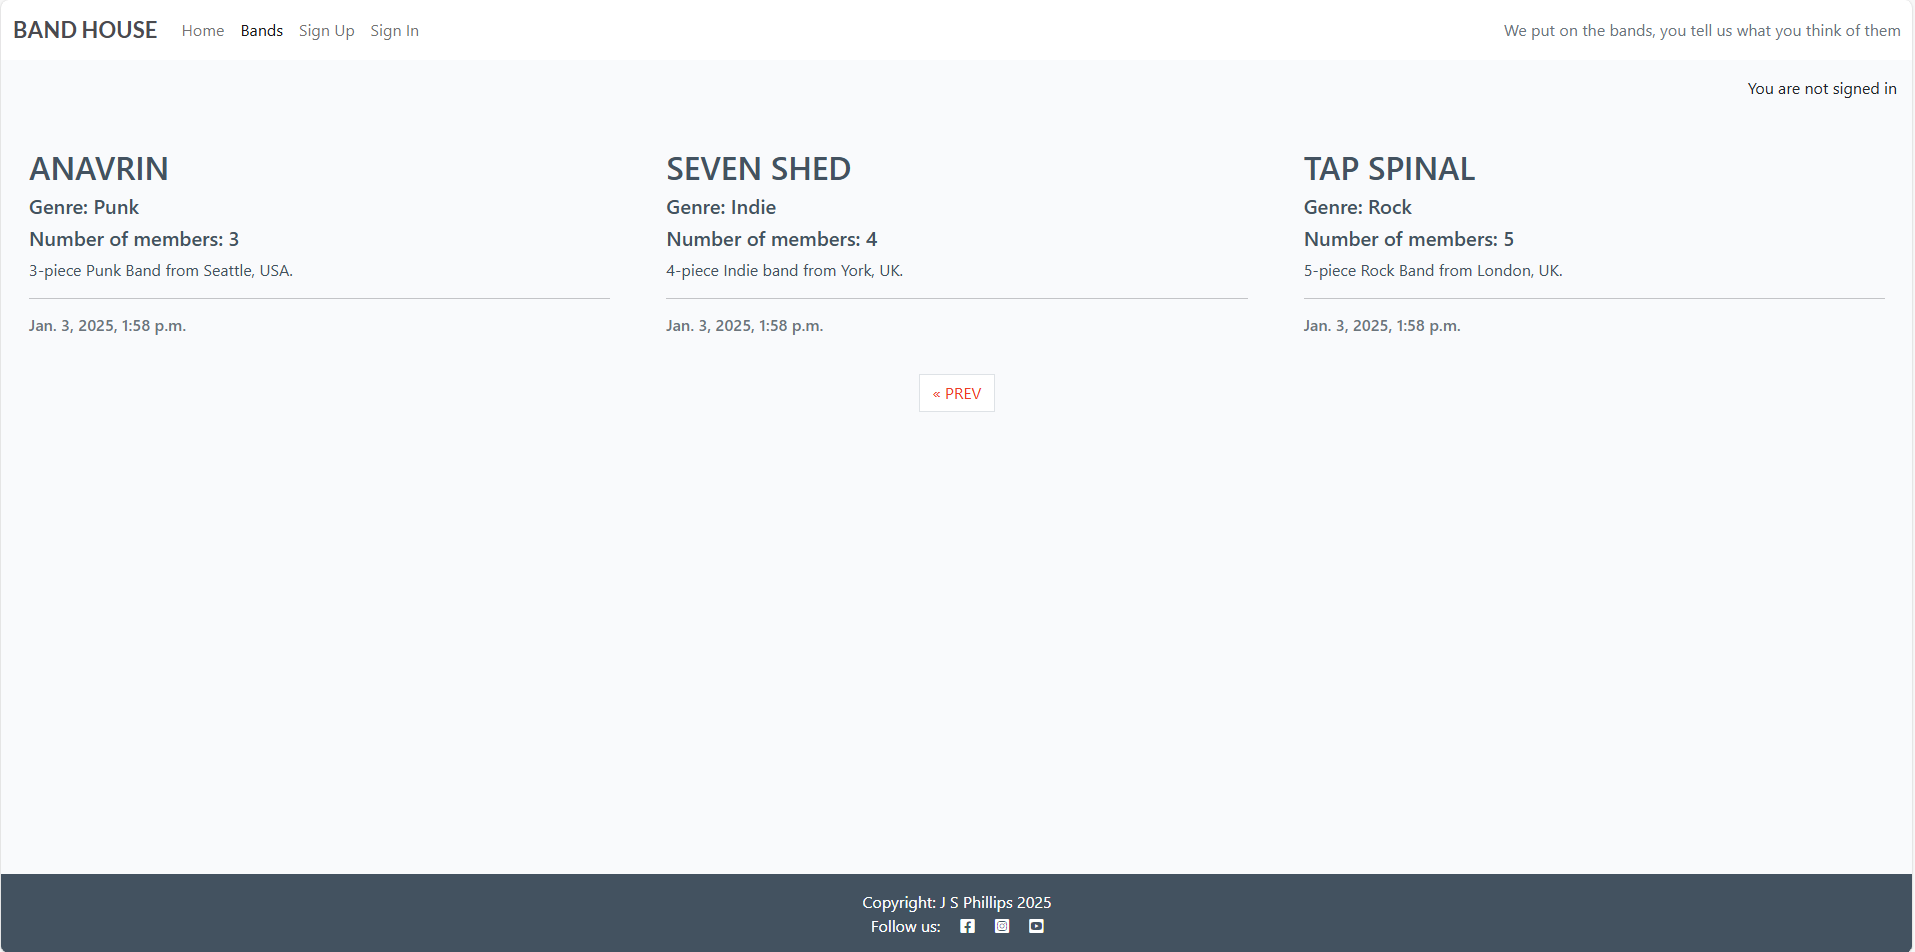 BAND HOUSE Home Bands Sign Up Sign In We put on the bands, you tell us what you think of them
You are not signed in
ANAVRIN
Genre: Punk
Number of members: 3
3-piece Punk Band from Seattle, USA.
Jan. 3, 2025, 1:58 p.m.
SEVEN SHED
Genre: Indie
Number of members: 4
4-piece Indie band from York, UK.
Jan. 3, 2025, 1:58 p.m.
TAP SPINAL
Genre: Rock
Number of members: 5
5-piece Rock Band from London, UK.
Jan. 3, 2025, 1:58 p.m.
« PREV
Copyright: J S Phillips 2025
Follow us: